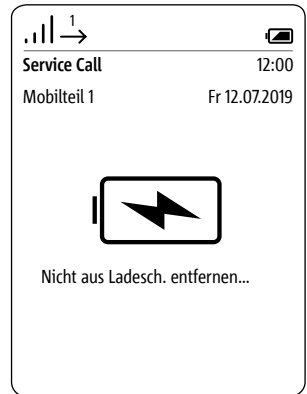 1
Service Call 12:00
Mobilteil 1 Fr 12.07.2019
Nicht aus Ladesch. entfernen...